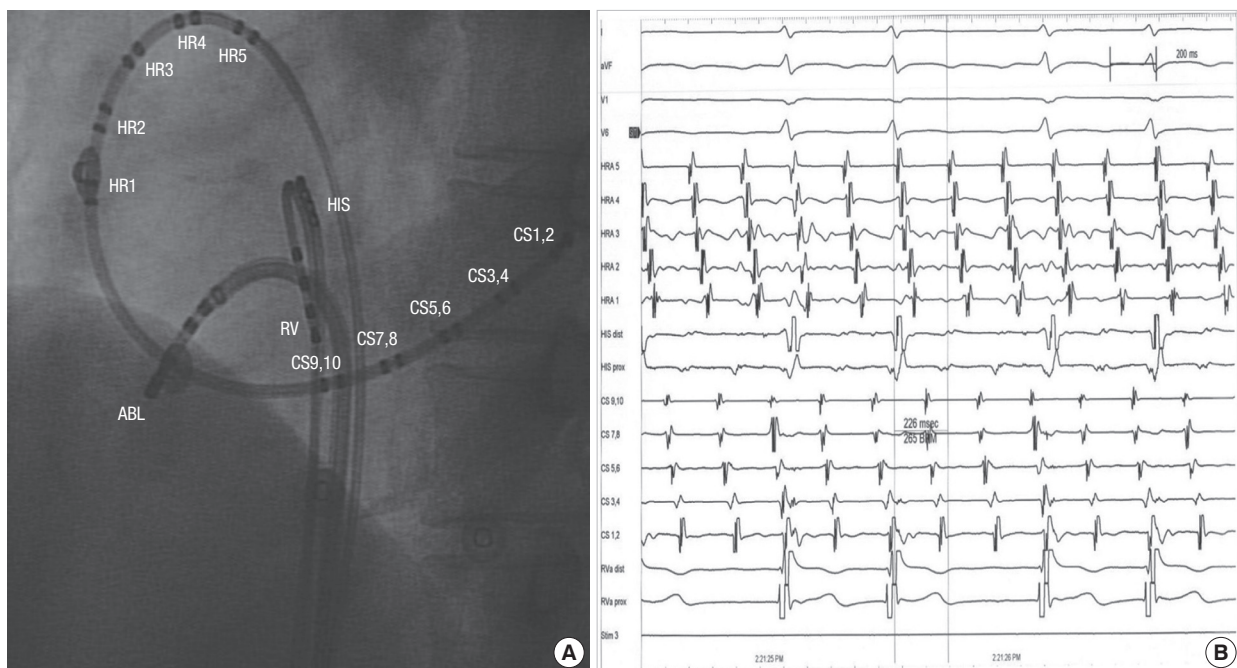 HR4
HR5
HR3
HR2
HR1
HIS
CS1,2
CS3,4
CS5,6
RV
CS7,8
CS9,10
ABL
A
i
aVF
200 ms
V1
V6
HRA 5
HRA 4
HRA 3
HRA 2
HRA 1
HIS dist
HIS prox
CS 9,10
CS 7,8
226 msec
265 BPM
CS 5,6
CS 3,4
CS 1,2
RVa dist
RVa prox
Stim 3
2:21:25 PM
2:21:26 PM
B